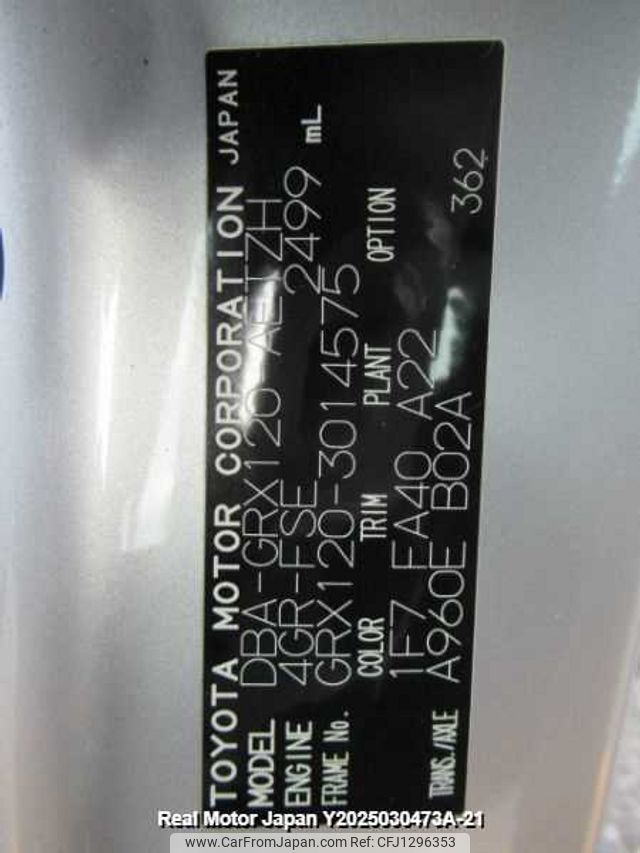 TOYOTA MOTOR CORPORATION JAPAN
MODEL DBA-GRX120 AETZH
ENGINE 4GR-FSE 2499 mL
FRAME No. GRX120-3014575
COLOR TRIM PLANT OPTION
1F7 FA40 A22
TRANS./AXLE A960E B02A 362
Real Motor Japan Y2025030473A-21
www.CarFromJapan.com - CFJ1296353